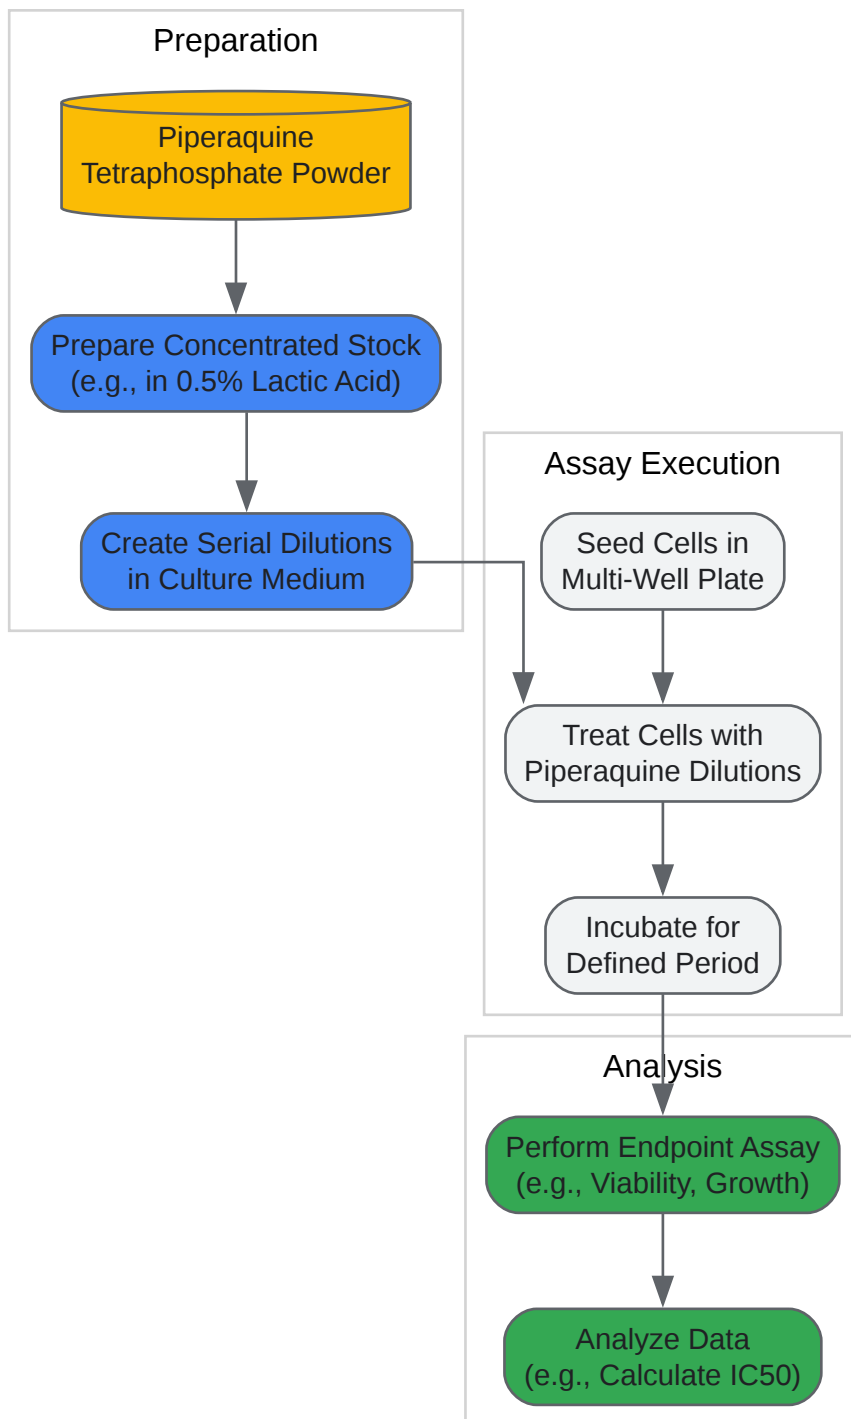 Preparation
Piperaquine
Tetraphosphate Powder
Prepare Concentrated Stock
(e.g., in 0.5% Lactic Acid)
Create Serial Dilutions
in Culture Medium
Assay Execution
Seed Cells in
Multi-Well Plate
Treat Cells with
Piperaquine Dilutions
Incubate for
Defined Period
Analysis
Perform Endpoint Assay
(e.g., Viability, Growth)
Analyze Data
(e.g., Calculate IC50)